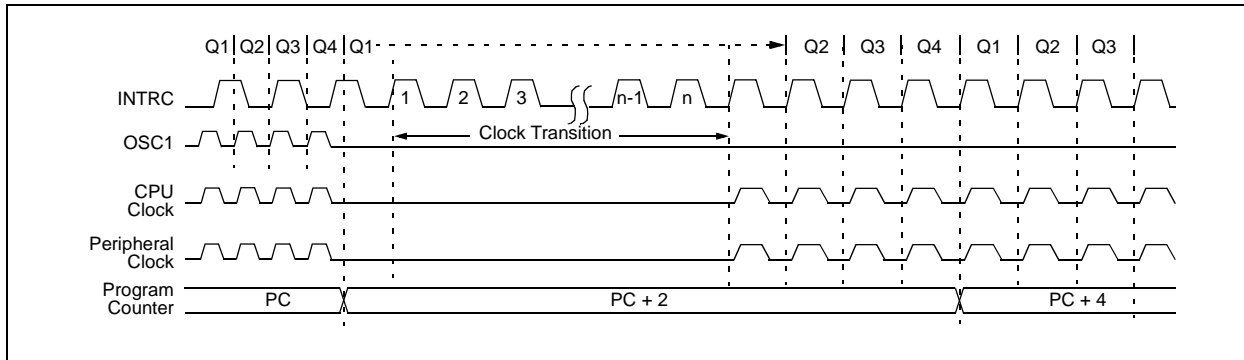 Q1 Q2 Q3 Q4 Q1 Q2 Q3 Q4 Q1 Q2 Q3
INTRC
1 2 3 n-1 n
Clock Transition
OSC1
CPU
Clock
Peripheral
Clock
Program
Counter
PC PC + 2 PC + 4